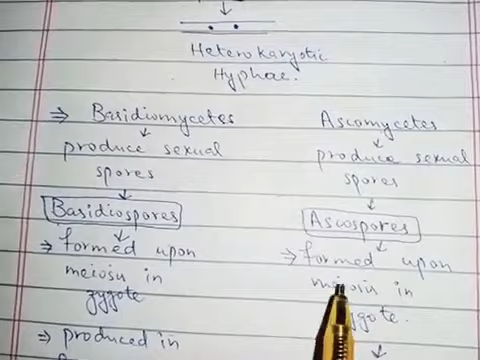 Heterokaryotic
Hyphae.
⇒ Basidiomycetes
produce sexual
spores
Basidiospores
⇒ formed upon
meiosis in
zygote
⇒ produced in
Ascomycetes
produce sexual
spores
Ascospores
⇒ formed upon
meiosis in
zygote.